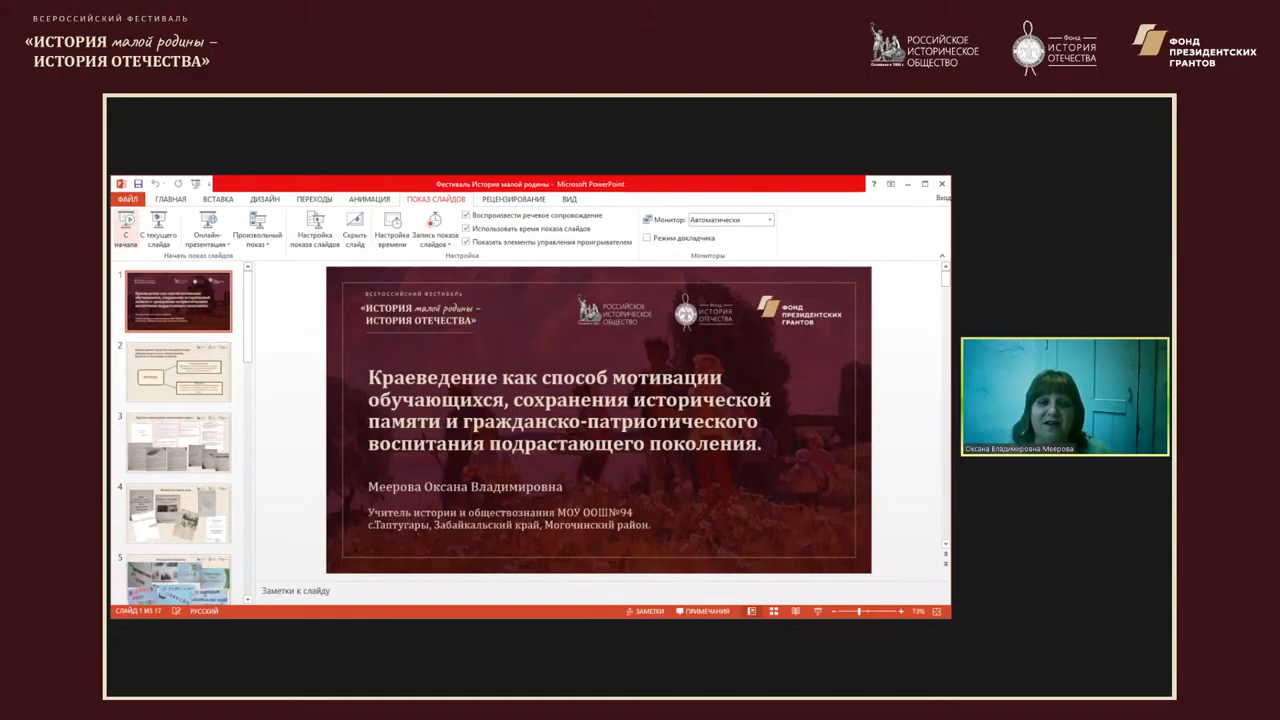 ВСЕРОССИЙСКИЙ ФЕСТИВАЛЬ
«ИСТОРИЯ малой родины –
ИСТОРИЯ ОТЕЧЕСТВА»
РОССИЙСКОЕ
ИСТОРИЧЕСКОЕ
ОБЩЕСТВО
Фонд
ИСТОРИЯ
ОТЕЧЕСТВА
ФОНД
ПРЕЗИДЕНТСКИХ
ГРАНТОВ
Фестиваль История малой родины - Microsoft PowerPoint
ФАЙЛ ГЛАВНАЯ ВСТАВКА ДИЗАЙН ПЕРЕХОДЫ АНИМАЦИЯ ПОКАЗ СЛАЙДОВ РЕЦЕНЗИРОВАНИЕ ВИД Вход
С начала
С текущего слайда
Онлайн-презентация
Произвольный показ
Настройка показа слайдов
Скрыть слайд
Настройка времени
Запись показа слайдов
Воспроизвести речевое сопровождение
Использовать время показа слайдов
Показать элементы управления проигрывателем
Монитор: Автоматически
Режим докладчика
Начать показ слайдов
Настройка
Мониторы
1
2
3
4
5
ВСЕРОССИЙСКИЙ ФЕСТИВАЛЬ
«ИСТОРИЯ малой родины –
ИСТОРИЯ ОТЕЧЕСТВА»
РОССИЙСКОЕ
ИСТОРИЧЕСКОЕ
ОБЩЕСТВО
Фонд
ИСТОРИЯ
ОТЕЧЕСТВА
ФОНД
ПРЕЗИДЕНТСКИХ
ГРАНТОВ
Краеведение как способ мотивации
обучающихся, сохранения исторической
памяти и гражданско-патриотического
воспитания подрастающего поколения.
Меерова Оксана Владимировна
Учитель истории и обществознания МОУ ООШ№94
с.Таптугары, Забайкальский край, Могочинский район.
Заметки к слайду
СЛАЙД 1 ИЗ 17 РУССКИЙ ЗАМЕТКИ ПРИМЕЧАНИЯ 73%
Оксана Владимировна Меерова